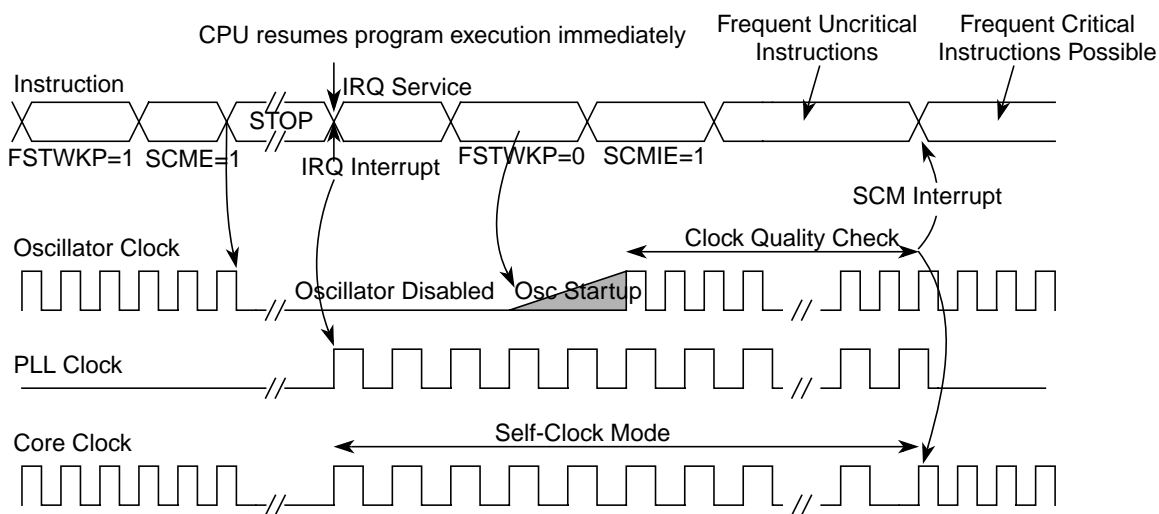 CPU resumes program execution immediately
Frequent Uncritical
Instructions
Frequent Critical
Instructions Possible
Instruction
IRQ Service
STOP
FSTWKP=1
SCME=1
IRQ Interrupt
FSTWKP=0
SCMIE=1
SCM Interrupt
Oscillator Clock
Clock Quality Check
Oscillator Disabled
Osc Startup
PLL Clock
Core Clock
Self-Clock Mode